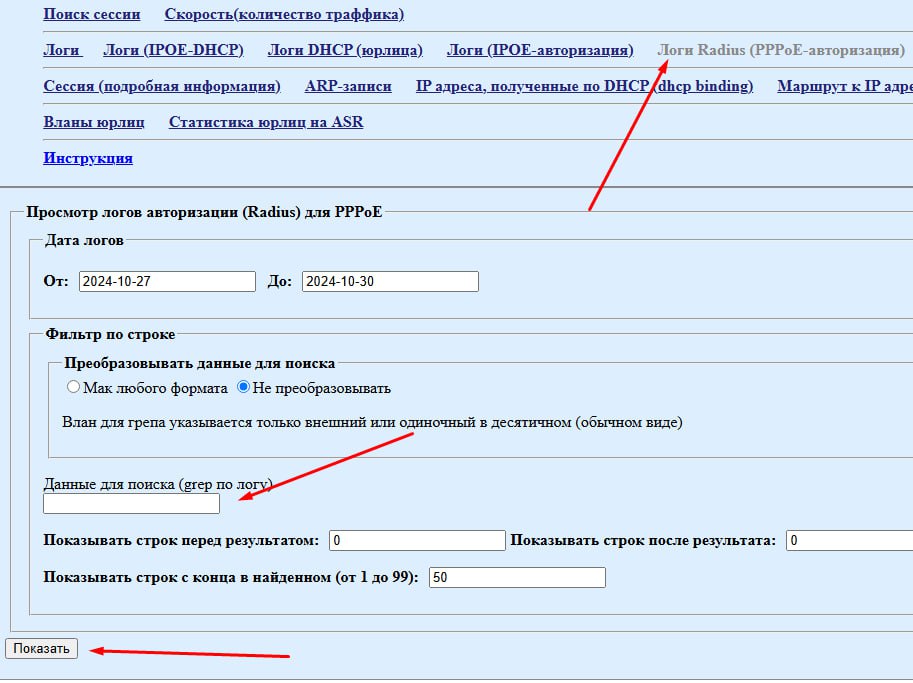 Поиск сессии Скорость(количество траффика)
Логи Логи (IPOE-DHCP) Логи DHCP (юрлица) Логи (IPOE-авторизация) Логи Radius (PPPoE-авторизация)
Сессия (подробная информация) ARP-записи IP адреса, полученные по DHCP (dhcp binding) Маршрут к IP адре
Вланы юрлиц Статистика юрлиц на ASR
Инструкция
Просмотр логов авторизации (Radius) для PPPoE
Дата логов
От: 2024-10-27 До: 2024-10-30
Фильтр по строке
Преобразовывать данные для поиска
Мак любого формата Не преобразовывать
Влан для грепа указывается только внешний или одиночный в десятичном (обычном виде)
Данные для поиска (grep по логу)
Показывать строк перед результатом: 0 Показывать строк после результата: 0
Показывать строк с конца в найденном (от 1 до 99): 50
Показать